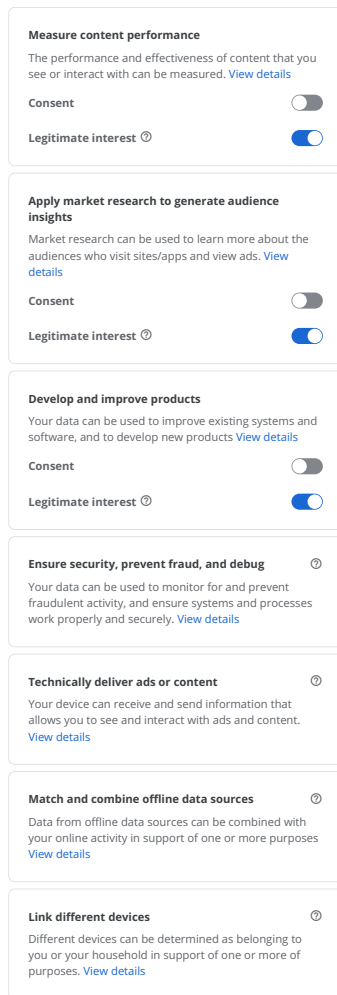 Measure content performance
The performance and effectiveness of content that you
see or interact with can be measured. View details
Consent
Legitimate interest
Apply market research to generate audience
insights
Market research can be used to learn more about the
audiences who visit sites/apps and view ads. View
details
Consent
Legitimate interest
Develop and improve products
Your data can be used to improve existing systems and
software, and to develop new products View details
Consent
Legitimate interest
Ensure security, prevent fraud, and debug
Your data can be used to monitor for and prevent
fraudulent activity, and ensure systems and processes
work properly and securely. View details
Technically deliver ads or content
Your device can receive and send information that
allows you to see and interact with ads and content.
View details
Match and combine offline data sources
Data from offline data sources can be combined with
your online activity in support of one or more purposes
View details
Link different devices
Different devices can be determined as belonging to
you or your household in support of one or more of
purposes. View details